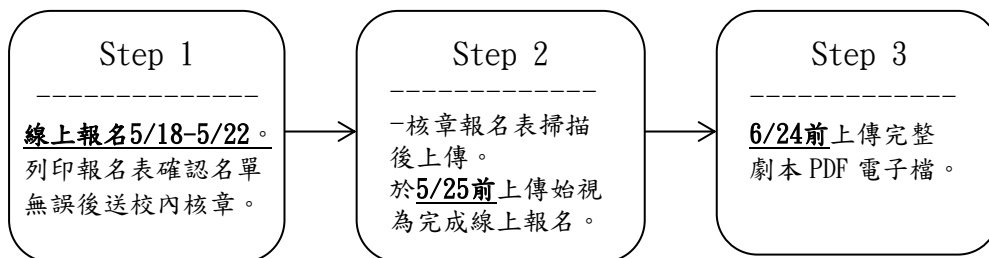 Step 1
--------------
線上報名5/18-5/22。
列印報名表確認名單
無誤後送校內核章。
Step 2
-------------
-核章報名表掃描
後上傳。
於5/25前上傳始視
為完成線上報名。
Step 3
-------------
6/24前上傳完整
劇本 PDF 電子檔。